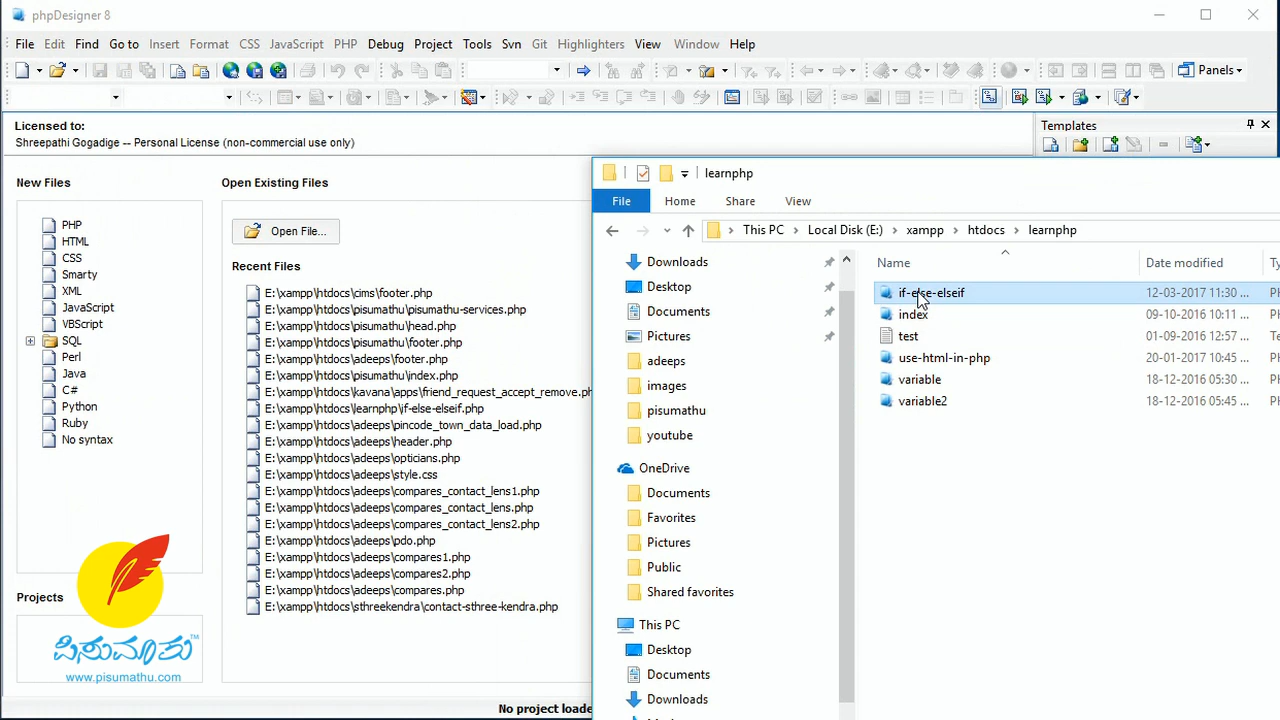 phpDesigner 8
File Edit Find Go to Insert Format CSS JavaScript PHP Debug Project Tools Svn Git Highlighters View Window Help
Panels
Licensed to:
Shreepathi Gogadige -- Personal License (non-commercial use only)
Templates
New Files
PHP
HTML
CSS
Smarty
XML
JavaScript
VBScript
SQL
Perl
Java
C#
Python
Ruby
No syntax
Projects
ಪಿಸುಮಾತು™
www.pisumathu.com
Open Existing Files
Open File...
Recent Files
E:\xampp\htdocs\cims\footer.php
E:\xampp\htdocs\pisumathu\pisumathu-services.php
E:\xampp\htdocs\pisumathu\head.php
E:\xampp\htdocs\pisumathu\footer.php
E:\xampp\htdocs\adeeps\footer.php
E:\xampp\htdocs\pisumathu\index.php
E:\xampp\htdocs\kavana\apps\friend_request_accept_remove.ph
E:\xampp\htdocs\learnphp\if-else-elseif.php
E:\xampp\htdocs\adeeps\pincode_town_data_load.php
E:\xampp\htdocs\adeeps\header.php
E:\xampp\htdocs\adeeps\opticians.php
E:\xampp\htdocs\adeeps\style.css
E:\xampp\htdocs\adeeps\compares_contact_lens1.php
E:\xampp\htdocs\adeeps\compares_contact_lens.php
E:\xampp\htdocs\adeeps\compares_contact_lens2.php
E:\xampp\htdocs\adeeps\pdo.php
E:\xampp\htdocs\adeeps\compares1.php
E:\xampp\htdocs\adeeps\compares2.php
E:\xampp\htdocs\adeeps\compares.php
E:\xampp\htdocs\sthreekendra\contact-sthree-kendra.php
No project loade
learnphp
File Home Share View
This PC Local Disk (E:) xampp htdocs learnphp
Downloads
Desktop
Documents
Pictures
adeeps
images
pisumathu
youtube
OneDrive
Documents
Favorites
Pictures
Public
Shared favorites
This PC
Desktop
Documents
Downloads
Name Date modified Ty
if-else-elseif 12-03-2017 11:30 ... PH
index 09-10-2016 10:11 ... PH
test 01-09-2016 12:57 ... Te
use-html-in-php 20-01-2017 10:45 ... PH
variable 18-12-2016 05:30 ... PH
variable2 18-12-2016 05:45 ... PH